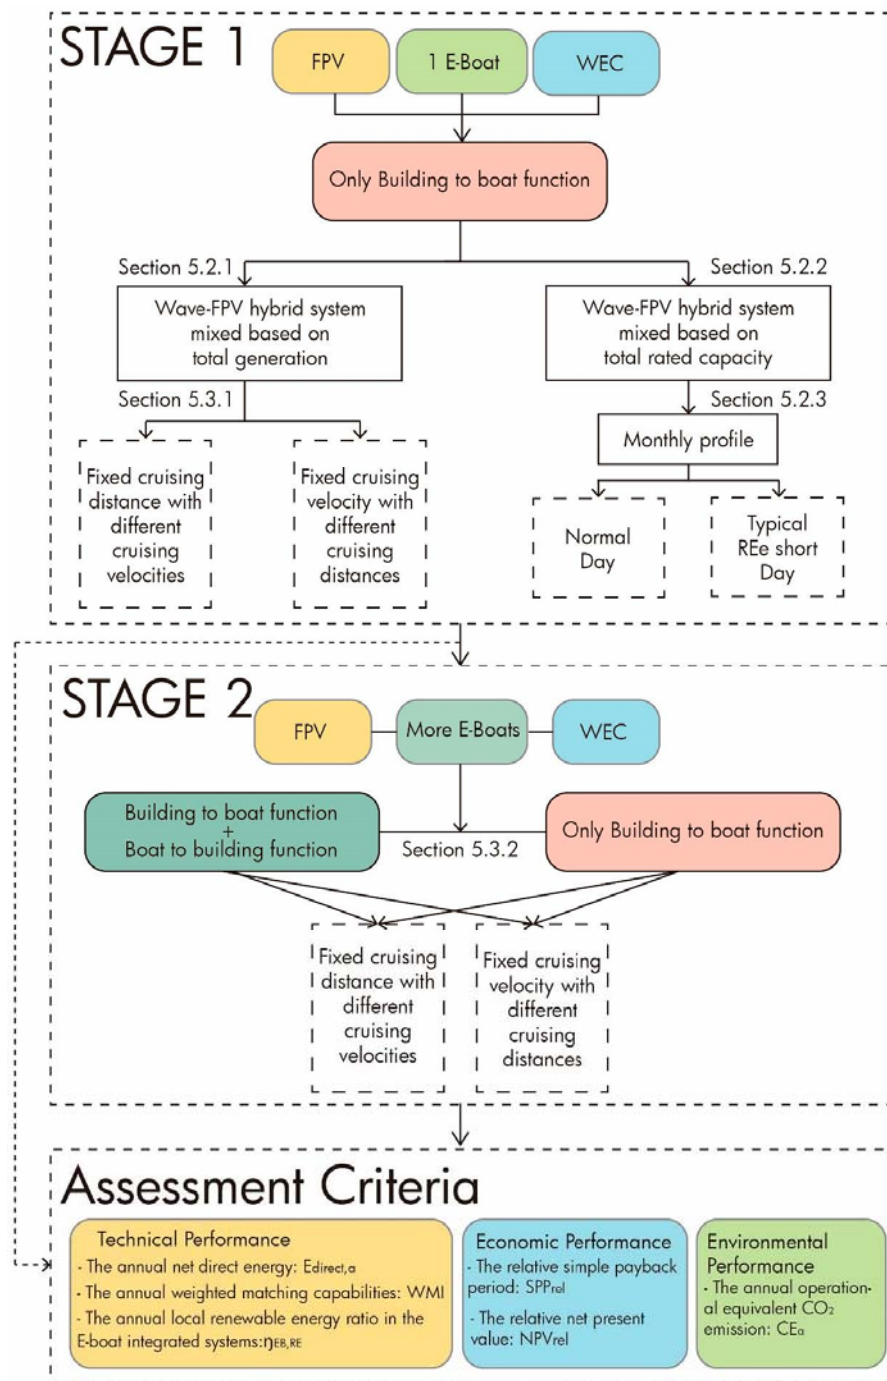 STAGE 1
FPV
1 E-Boat
WEC
Only Building to boat function
Section 5.2.1
Section 5.2.2
Wave-FPV hybrid system
mixed based on
total generation
Wave-FPV hybrid system
mixed based on
total rated capacity
Section 5.3.1
Section 5.2.3
Monthly profile
Fixed cruising
distance with
different
cruising
velocities
Fixed cruising
velocity with
different
cruising
distances
Normal
Day
Typical
REe short
Day
STAGE 2
FPV
More E-Boats
WEC
Building to boat function
+
Boat to building function
Section 5.3.2
Only Building to boat function
Fixed cruising
distance with
different
cruising
velocities
Fixed cruising
velocity with
different
cruising
distances
Assessment Criteria
Technical Performance
- The annual net direct energy: Edirect,a
- The annual weighted matching capabilities: WMI
- The annual local renewable energy ratio in the
E-boat integrated systems:ηEB,RE
Economic Performance
- The relative simple payback
period: SPPrel
- The relative net present
value: NPVrel
Environmental
Performance
- The annual operation-
al equivalent CO2
emission: CEa